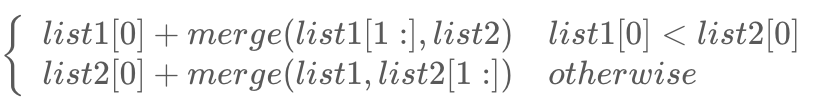 list1[0] + merge(list1[1 :], list2) list1[0] < list2[0]
list2[0] + merge(list1, list2[1 :]) otherwise